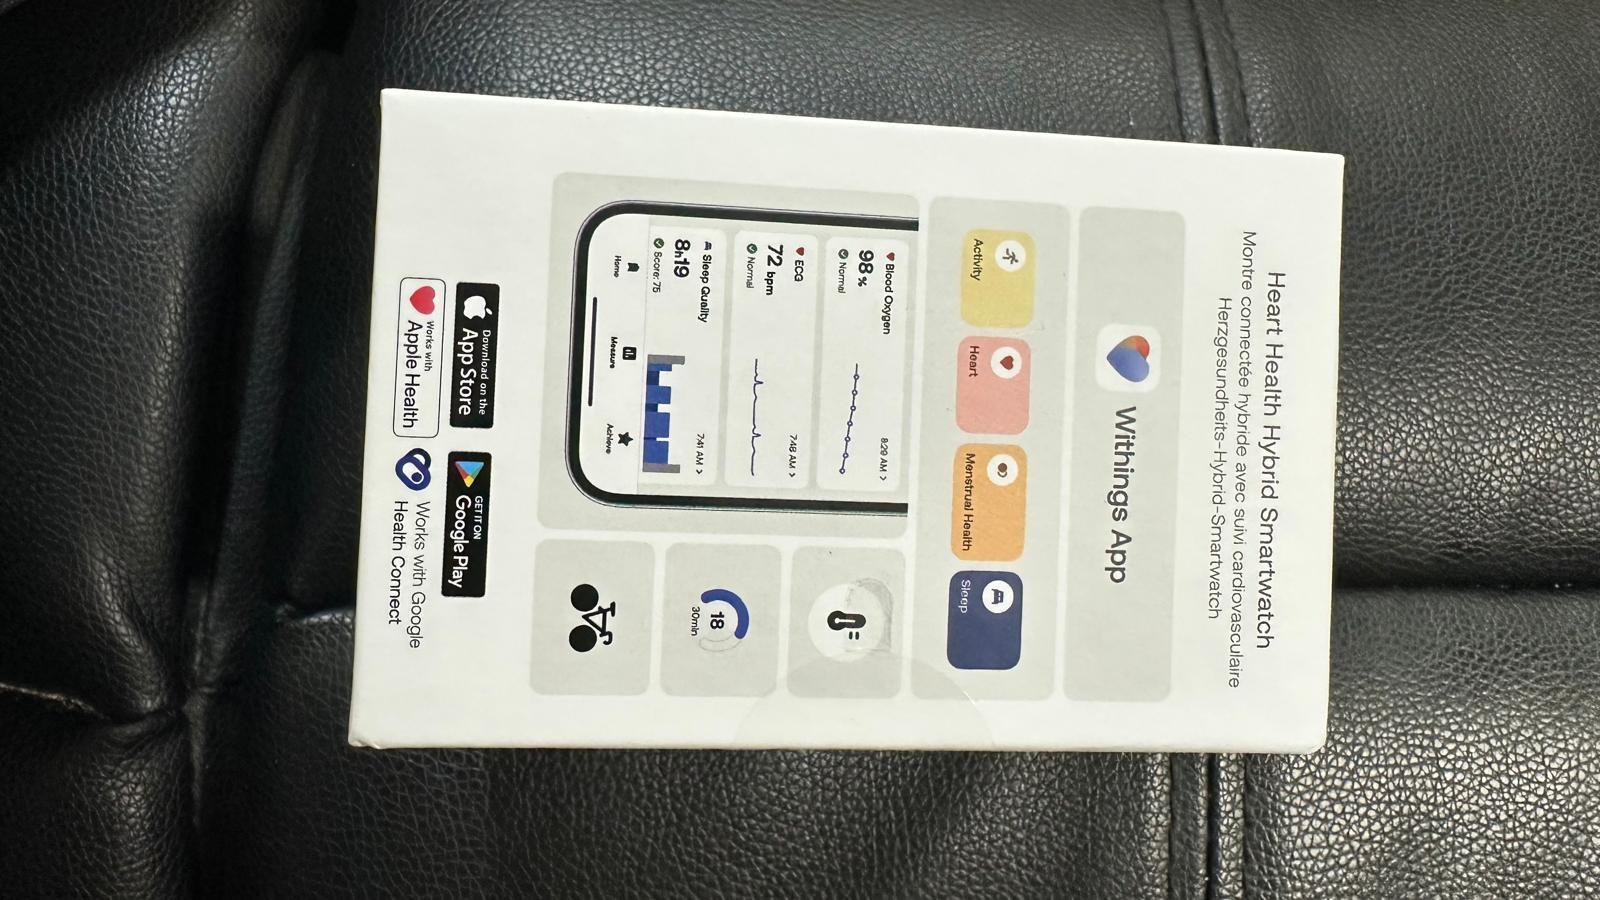 Heart Health Hybrid Smartwatch
Montre connectée hybride avec suivi cardiovasculaire
Herzgesundheits-Hybrid-Smartwatch
Withings App
Activity
Heart
Menstrual Health
Sleep
Blood Oxygen
8:29 AM >
98 %
Normal
ECG
7:48 AM >
72 bpm
Normal
Sleep Quality
7:41 AM >
8h19
Score: 75
Home
Measure
Achieve
18
30min
Download on the
App Store
GET IT ON
Google Play
Works with
Apple Health
Works with Google
Health Connect